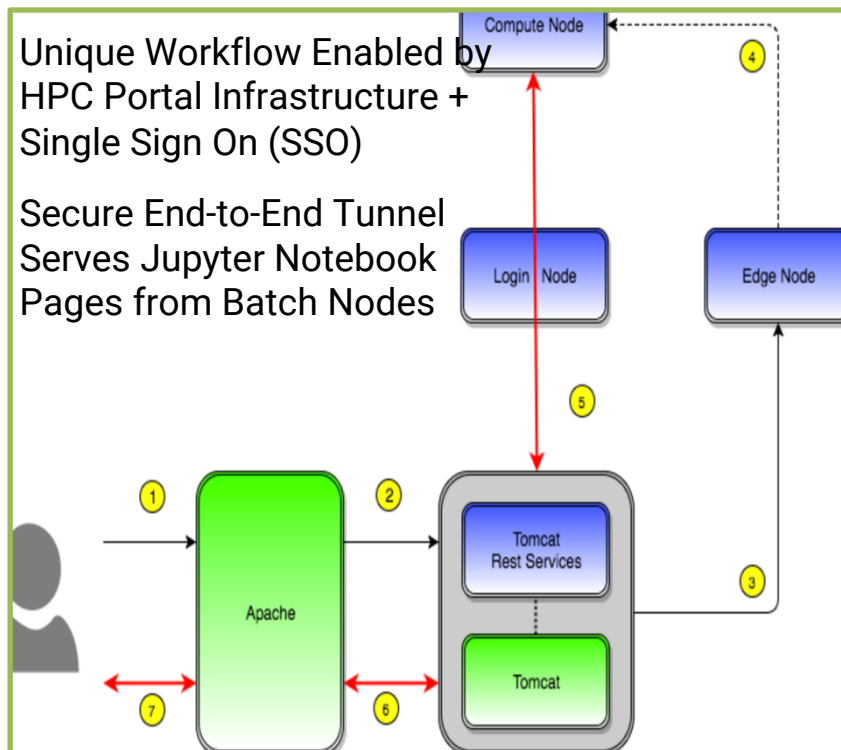 Unique Workflow Enabled by
HPC Portal Infrastructure +
Single Sign On (SSO)
Secure End-to-End Tunnel
Serves Jupyter Notebook
Pages from Batch Nodes
Compute Node
4
Login Node
Edge Node
5
1
2
Tomcat
Rest Services
3
Apache
Tomcat
7
6